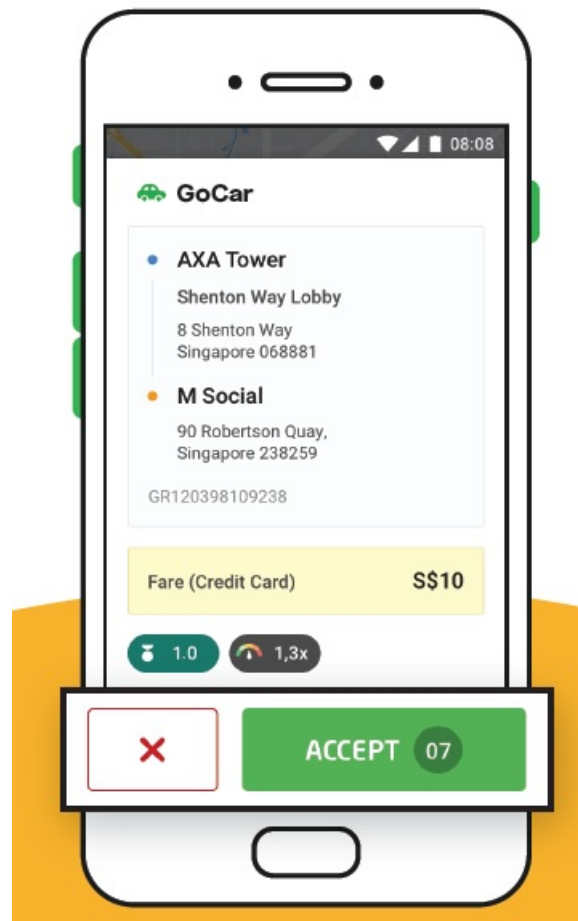 08:08
GoCar
AXA Tower
Shenton Way Lobby
8 Shenton Way
Singapore 068881
M Social
90 Robertson Quay,
Singapore 238259
GR120398109238
Fare (Credit Card) S$10
1.0 1,3x
ACCEPT 07